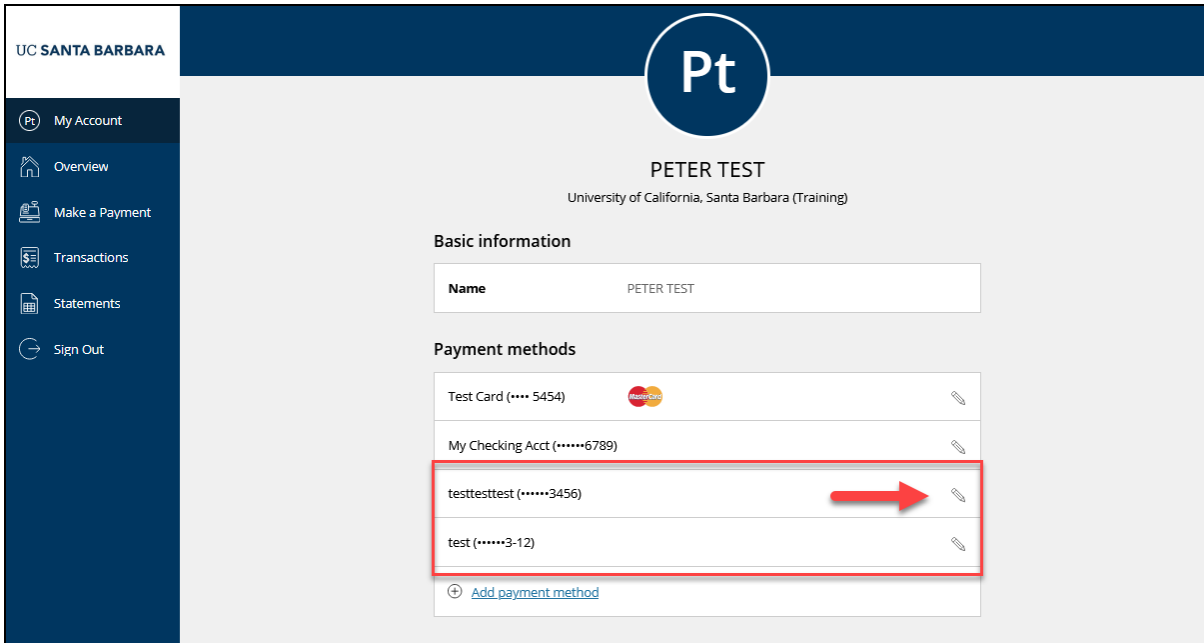 UC SANTA BARBARA
Pt My Account
Overview
Make a Payment
Transactions
Statements
Sign Out
Pt
PETER TEST
University of California, Santa Barbara (Training)
Basic information
Name PETER TEST
Payment methods
Test Card (•••• 5454) MasterCard
My Checking Acct (••••••6789)
testtesttest (••••••3456)
test (••••••3-12)
Add payment method